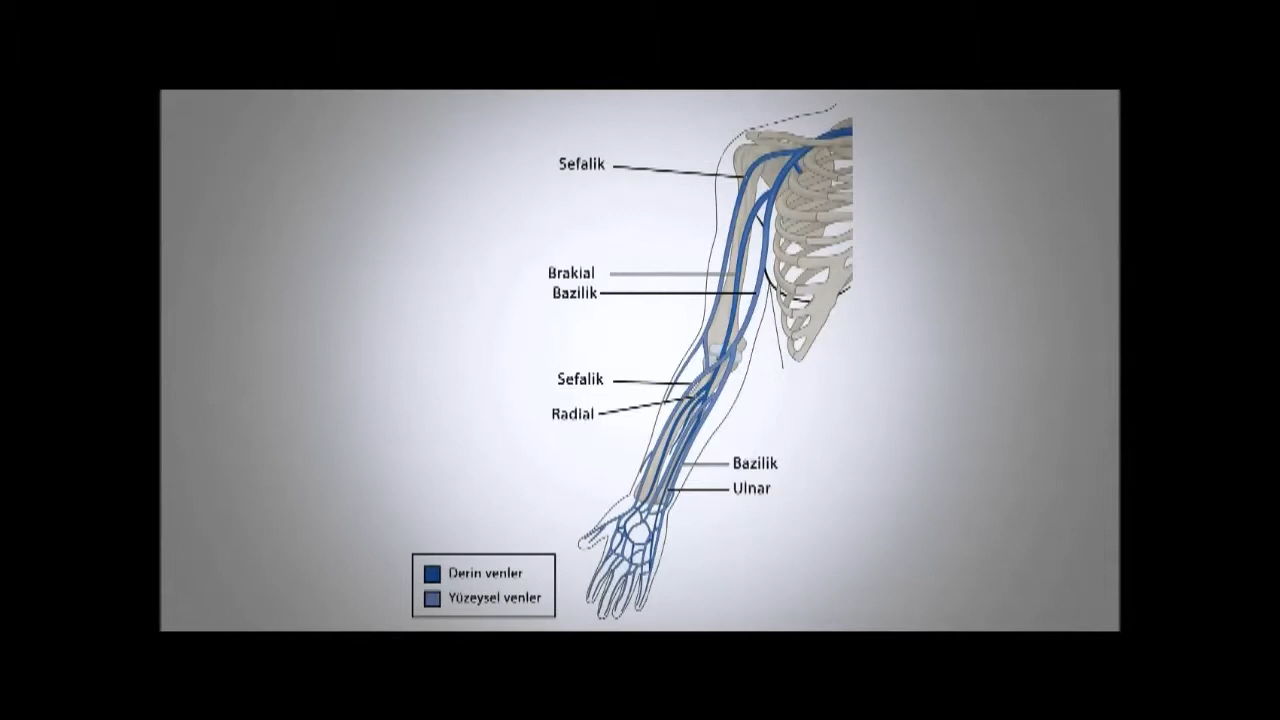 Sefalik
Brakial
Bazilik
Sefalik
Radial
Bazilik
Ulnar
Derin venler
Yüzeysel venler